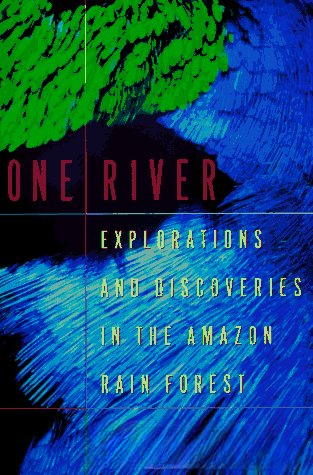 ONE RIVER
EXPLORATIONS
AND DISCOVERIES
IN THE AMAZON
RAIN FOREST